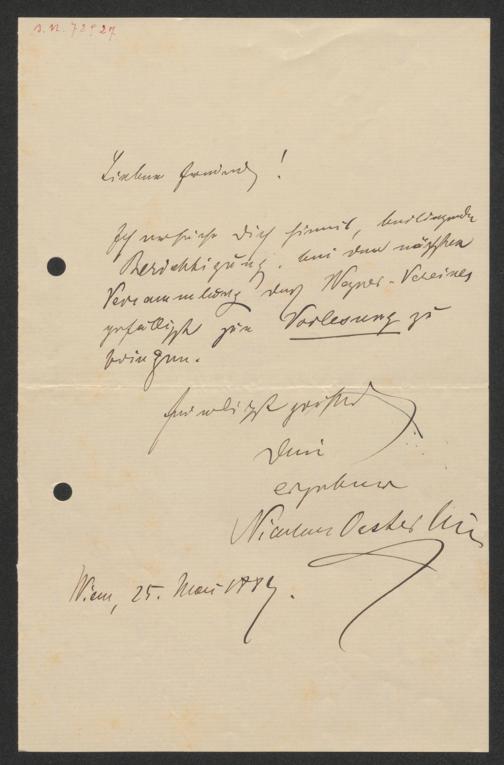 I.N. 72527
Lieber Freund!
Ich ersuche Dich hiemit, beiliegende
Berichtigung bei der nächsten
Versammlung des Wagner-Vereines
gefälligst zur Vorlesung zu
bringen.
Freundlichst grüßend
Dein
ergebener
Nicolaus Oesterlein
Wien, 25. Mai